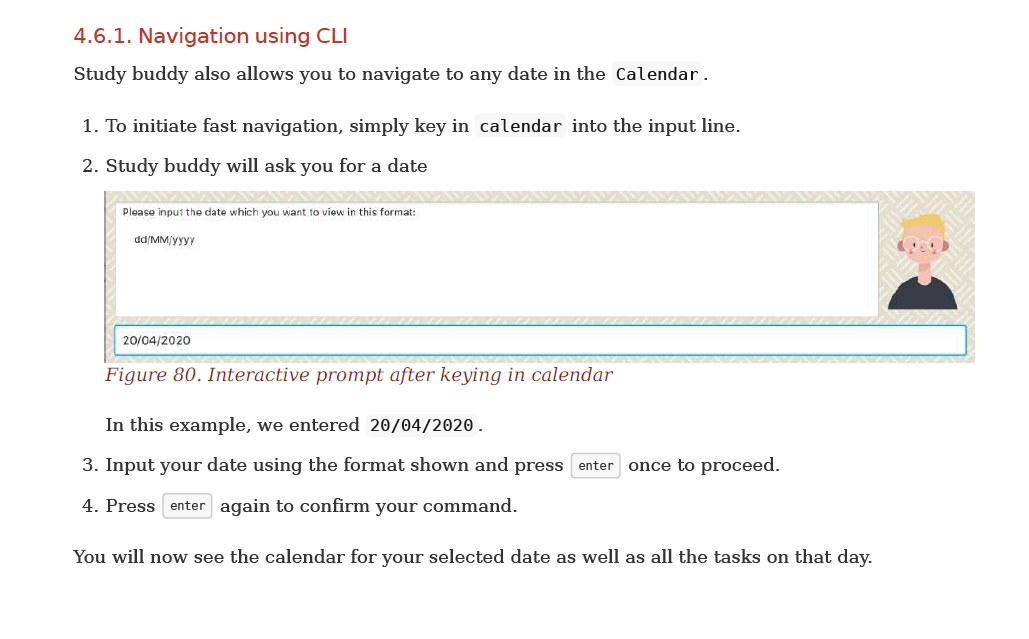 4.6.1. Navigation using CLI
Study buddy also allows you to navigate to any date in the Calendar.
1. To initiate fast navigation, simply key in calendar into the input line.
2. Study buddy will ask you for a date
Please input the date which you want to view in this format:
dd/MM/yyyy
20/04/2020
Figure 80. Interactive prompt after keying in calendar
In this example, we entered 20/04/2020.
3. Input your date using the format shown and press enter once to proceed.
4. Press enter again to confirm your command.
You will now see the calendar for your selected date as well as all the tasks on that day.